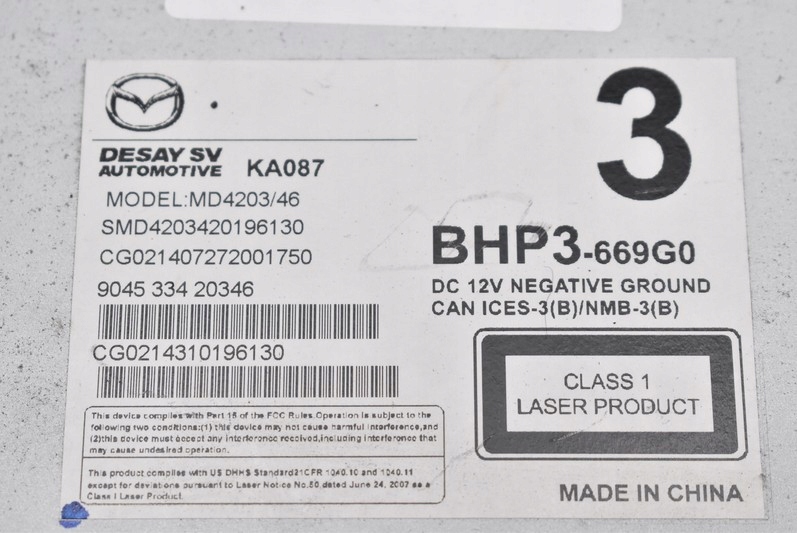 3
DESAY SV
AUTOMOTIVE KA087
MODEL:MD4203/46
SMD4203420196130
CG021407272001750
9045 334 20346
CG0214310196130
BHP3-669G0
DC 12V NEGATIVE GROUND
CAN ICES-3(B)/NMB-3(B)
CLASS 1
LASER PRODUCT
This device complies with Part 15 of the FCC Rules.Operation is subject to the
following two conditions:(1) this device may not cause harmful interference,and
(2)this device must accept any interference received,including interference that
may cause undesired operation.
This product complies with US DHHS Standard21CFR 1040.10 and 1040.11
except for deviations pursuant to Laser Notice No.50,dated June 24, 2007 as a
Class I Laser Product.
MADE IN CHINA